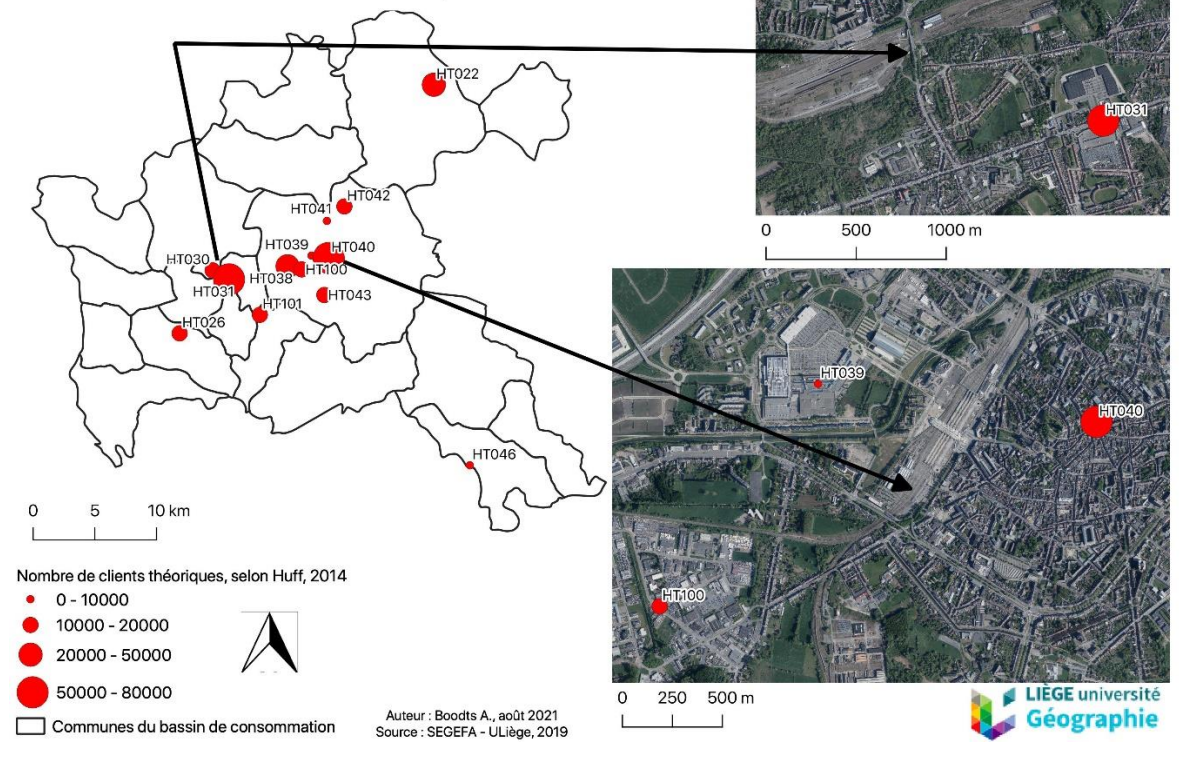 HT022
HT031
HT042
HT041
HT039
HT040
HT030
HT038
HT100
HT031
HT043
HT101
HT026
HT046
0 500 1000 m
HT039
HT040
HT100
0 5 10 km
Nombre de clients théoriques, selon Huff, 2014
0 - 10000
10000 - 20000
20000 - 50000
50000 - 80000
Communes du bassin de consommation
Auteur : Boodts A., août 2021
Source : SEGEFA - ULiège, 2019
0 250 500 m
LIÈGE université
Géographie